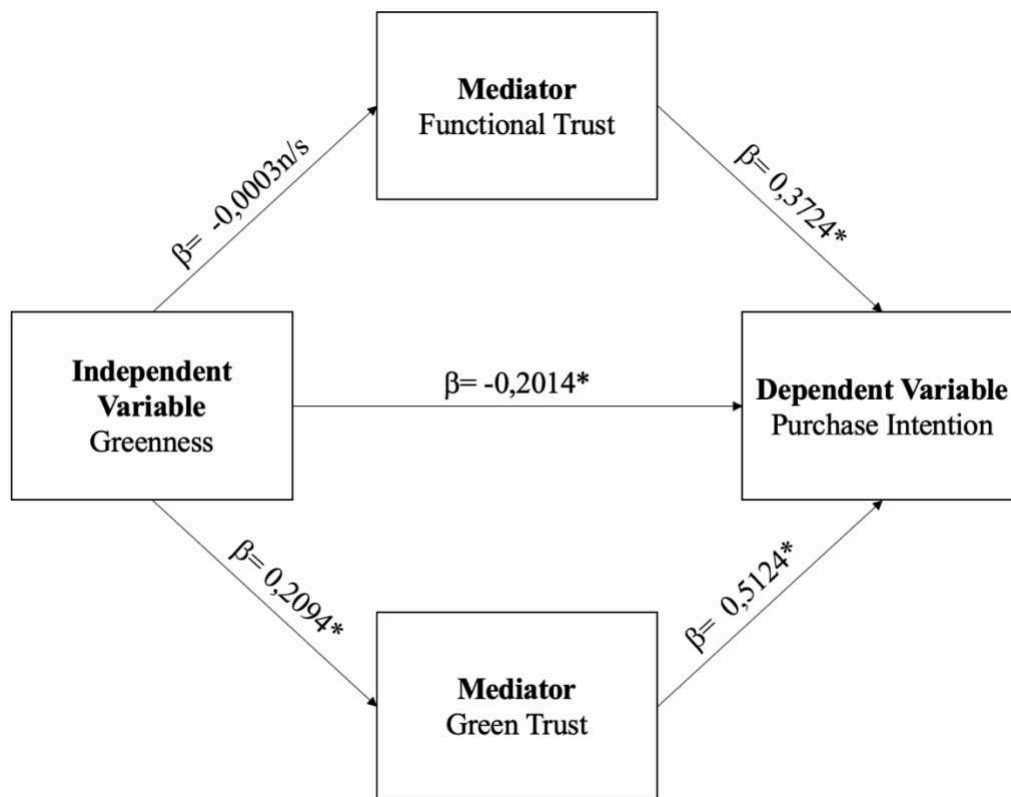 Mediator
Functional Trust
β= -0,0003n/s
β= 0,3724*
Independent
Variable
Greenness
β= -0,2014*
Dependent Variable
Purchase Intention
β= 0,2094*
β= 0,5124*
Mediator
Green Trust